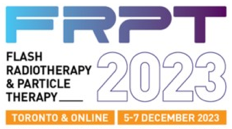 FRPT
FLASH
RADIOTHERAPY
& PARTICLE
THERAPY
2023
TORONTO & ONLINE | 5-7 DECEMBER 2023